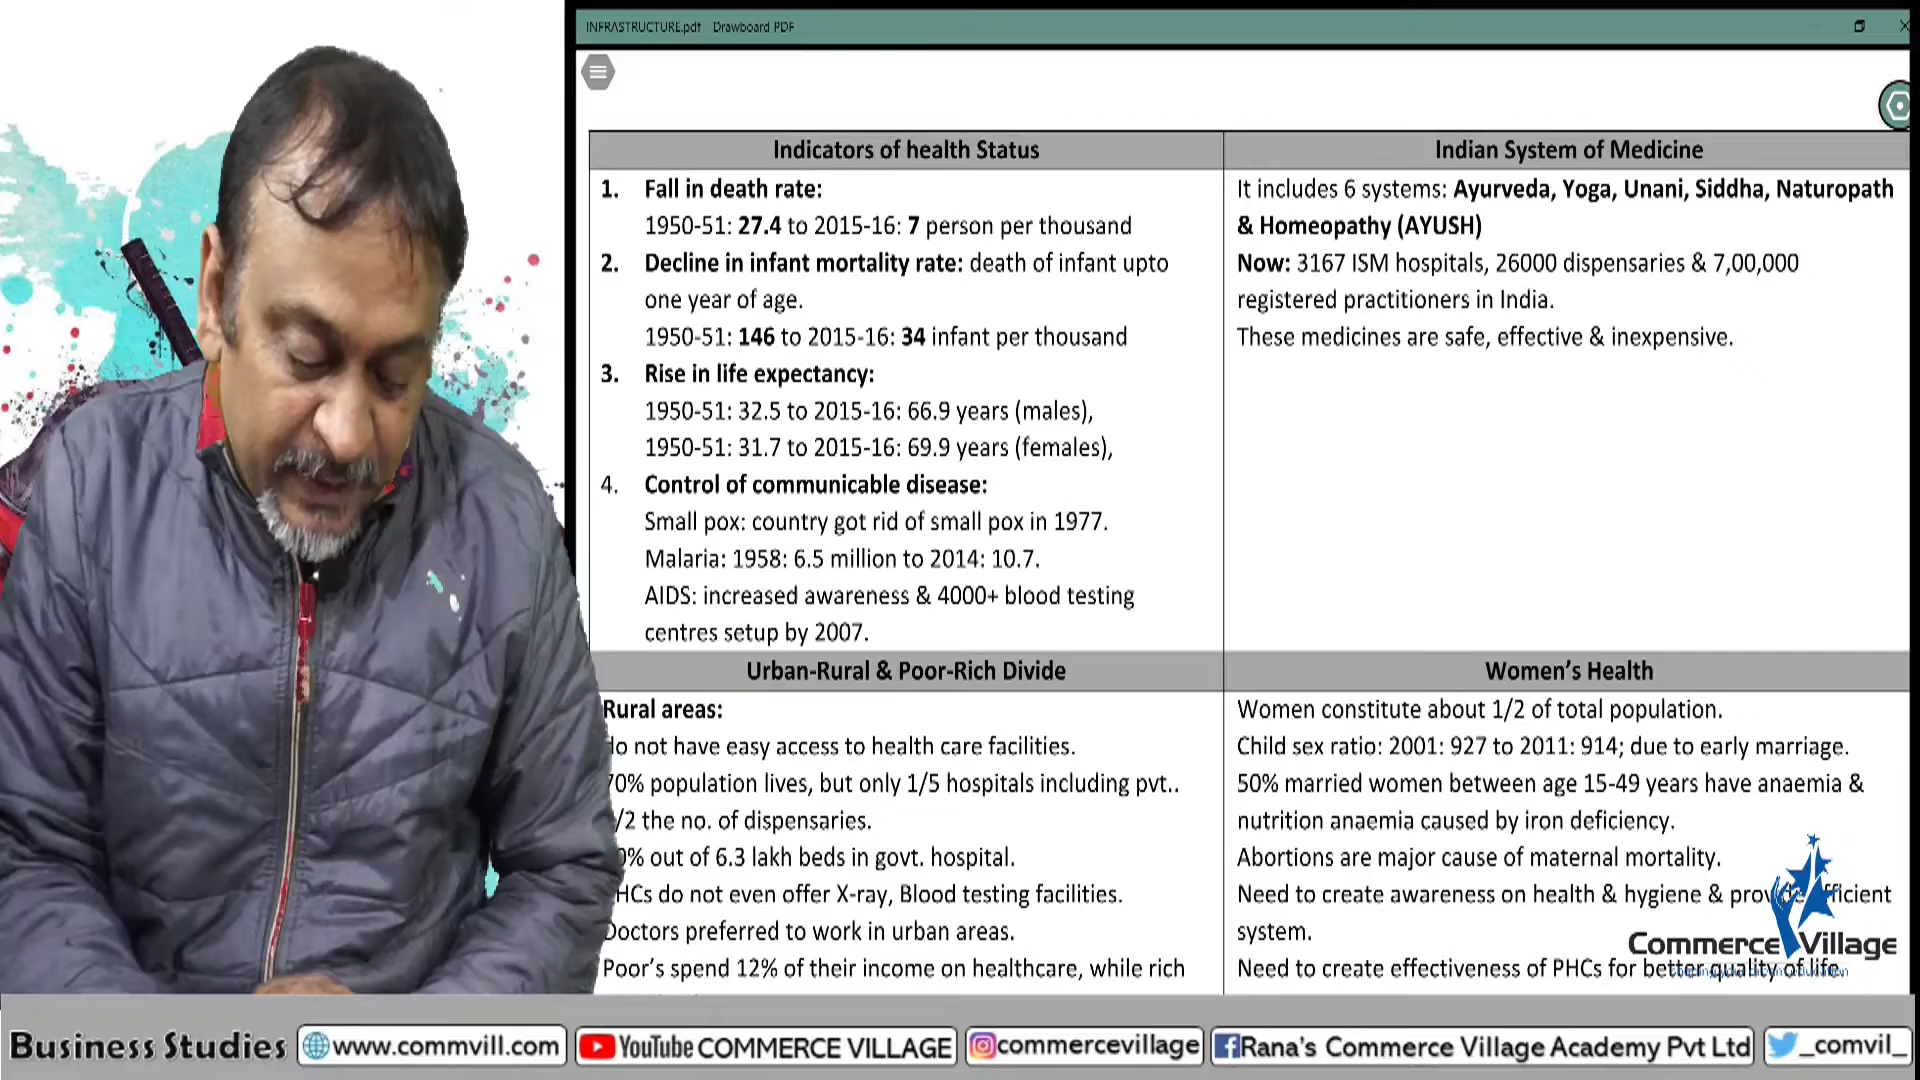 INFRASTRUCTURE.pdf Drawboard PDF
Indicators of health Status
1. Fall in death rate:
1950-51: 27.4 to 2015-16: 7 person per thousand
2. Decline in infant mortality rate: death of infant upto
one year of age.
1950-51: 146 to 2015-16: 34 infant per thousand
3. Rise in life expectancy:
1950-51: 32.5 to 2015-16: 66.9 years (males),
1950-51: 31.7 to 2015-16: 69.9 years (females),
4. Control of communicable disease:
Small pox: country got rid of small pox in 1977.
Malaria: 1958: 6.5 million to 2014: 10.7.
AIDS: increased awareness & 4000+ blood testing
centres setup by 2007.
Indian System of Medicine
It includes 6 systems: Ayurveda, Yoga, Unani, Siddha, Naturopath
& Homeopathy (AYUSH)
Now: 3167 ISM hospitals, 26000 dispensaries & 7,00,000
registered practitioners in India.
These medicines are safe, effective & inexpensive.
Urban-Rural & Poor-Rich Divide
Rural areas:
do not have easy access to health care facilities.
70% population lives, but only 1/5 hospitals including pvt..
/2 the no. of dispensaries.
0% out of 6.3 lakh beds in govt. hospital.
HCs do not even offer X-ray, Blood testing facilities.
Doctors preferred to work in urban areas.
Poor's spend 12% of their income on healthcare, while rich
Women's Health
Women constitute about 1/2 of total population.
Child sex ratio: 2001: 927 to 2011: 914; due to early marriage.
50% married women between age 15-49 years have anaemia &
nutrition anaemia caused by iron deficiency.
Abortions are major cause of maternal mortality.
Need to create awareness on health & hygiene & provide efficient
system.
Need to create effectiveness of PHCs for better quality of life.
Commerce Village
Business Studies www.commvill.com YouTube COMMERCE VILLAGE commercevillage Rana's Commerce Village Academy Pvt Ltd _comvil_